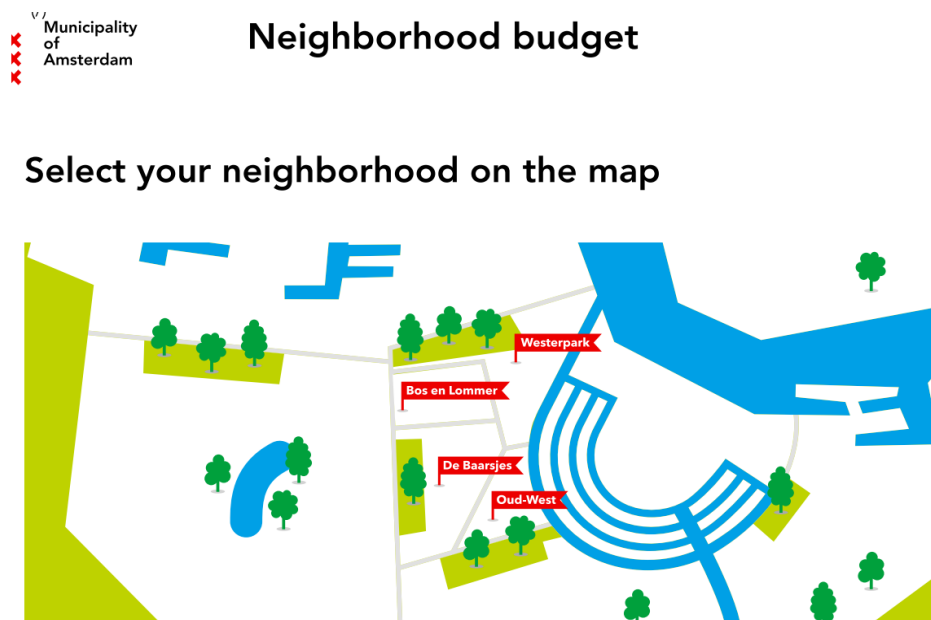 Municipality
of
Amsterdam
Neighborhood budget
Select your neighborhood on the map
Westerpark
Bos en Lommer
De Baarsjes
Oud-West